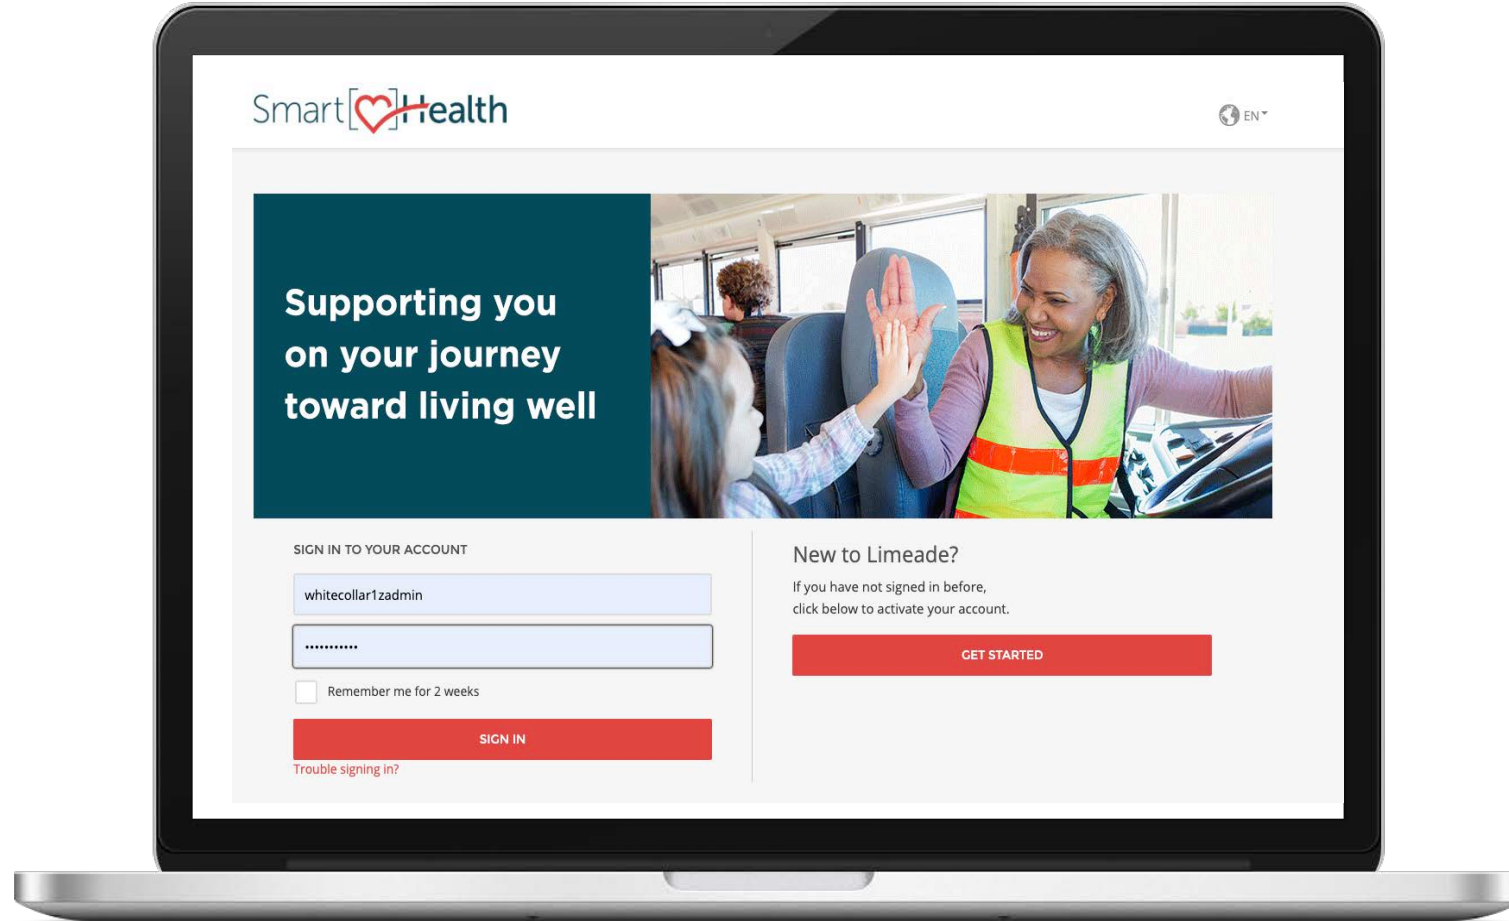 Smart[]Health
EN
Supporting you
on your journey
toward living well
SIGN IN TO YOUR ACCOUNT
whitecollar1zadmin
•••••••••••
Remember me for 2 weeks
SIGN IN
Trouble signing in?
New to Limeade?
If you have not signed in before,
click below to activate your account.
GET STARTED